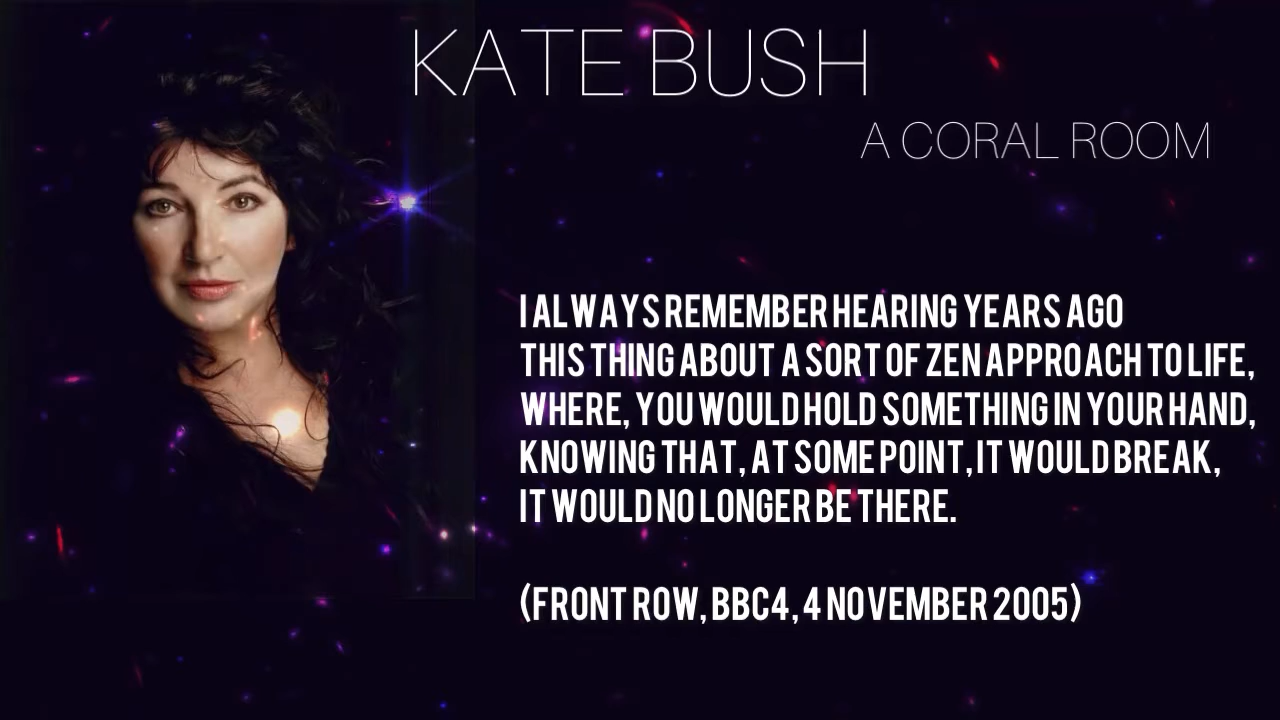 KATE BUSH
A CORAL ROOM
I ALWAYS REMEMBER HEARING YEARS AGO
THIS THING ABOUT A SORT OF ZEN APPROACH TO LIFE,
WHERE, YOU WOULD HOLD SOMETHING IN YOUR HAND,
KNOWING THAT, AT SOME POINT, IT WOULD BREAK,
IT WOULD NO LONGER BE THERE.
(FRONT ROW, BBC4, 4 NOVEMBER 2005)